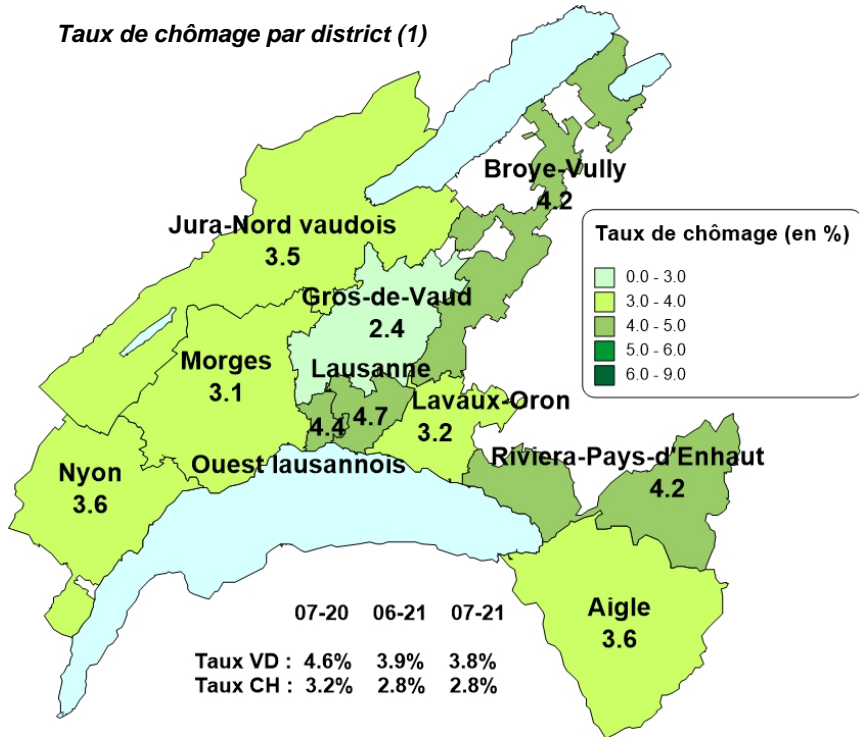 Taux de chômage par district (1)
Broye-Vully
4.2
Jura-Nord vaudois
3.5
Taux de chômage (en %)
0.0 - 3.0
3.0 - 4.0
4.0 - 5.0
5.0 - 6.0
6.0 - 9.0
Gros-de-Vaud
2.4
Morges
3.1
Lausanne
4.7
4.4
Lavaux-Oron
3.2
Ouest lausannois
Riviera-Pays-d'Enhaut
4.2
Nyon
3.6
Aigle
3.6
07-20 06-21 07-21
Taux VD : 4.6% 3.9% 3.8%
Taux CH : 3.2% 2.8% 2.8%